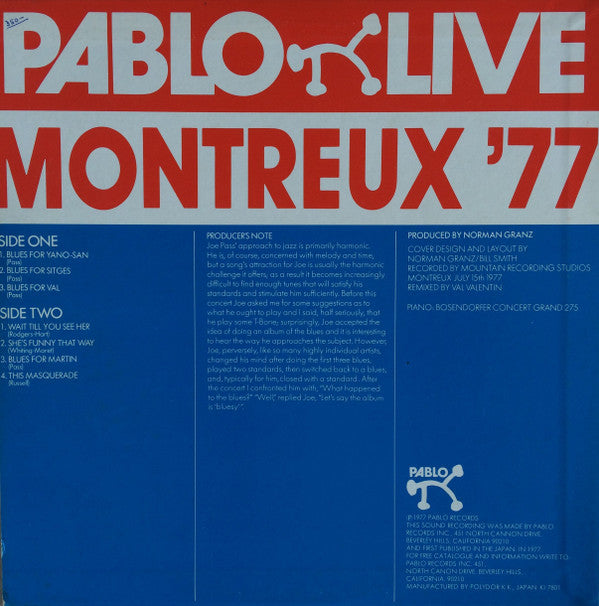 350-
PABLO LIVE
MONTREUX '77
SIDE ONE
1. BLUES FOR YANO-SAN
(Pass)
2. BLUES FOR SITGES
(Pass)
3. BLUES FOR VAL
(Pass)
SIDE TWO
1. WAIT TILL YOU SEE HER
(Rodgers-Hart)
2. SHE'S FUNNY THAT WAY
(Whiting-Moret)
3. BLUES FOR MARTIN
(Pass)
4. THIS MASQUERADE
(Russell)
PRODUCER'S NOTE
Joe Pass' approach to jazz is primarily harmonic.
He is, of course, concerned with melody and time,
but a song's attraction for Joe is usually the harmonic
challenge it offers, as a result it becomes increasingly
difficult to find enough tunes that will satisfy his
standards and stimulate him sufficiently. Before this
concert Joe asked me for some suggestions as to
what he ought to play and I said, half seriously, that
he play some T-Bone; surprisingly, Joe accepted the
idea of doing an album of the blues and it is interesting
to hear the way he approaches the subject. However,
Joe, perversely, like so many highly individual artists,
changed his mind after doing the first three blues,
played two standards, then switched back to a blues,
and, typically for him, closed with a standard. After
the concert I confronted him with, "What happened
to the blues?" "Well," replied Joe, "Let's say the album
is 'bluesy'."
PRODUCED BY NORMAN GRANZ
COVER DESIGN AND LAYOUT BY
NORMAN GRANZ/BILL SMITH
RECORDED BY MOUNTAIN RECORDING STUDIOS
MONTREUX JULY 15th 1977
REMIXED BY VAL VALENTIN
PIANO: BOSENDORFER CONCERT GRAND 275
PABLO
℗ 1977 PABLO RECORDS
THIS SOUND RECORDING WAS MADE BY PABLO
RECORDS INC., 451 NORTH CANNON DRIVE,
BEVERLEY HILLS, CALIFORNIA 90210
AND FIRST PUBLISHED IN THE JAPAN. IN 1977
FOR FREE CATALOGUE AND INFORMATION WRITE TO:
PABLO RECORDS INC. 451,
NORTH CANON DRIVE, BEVERLEY HILLS,
CALIFORNIA, 90210
MANUFACTURED BY POLYDOR K.K., JAPAN. KI 7801